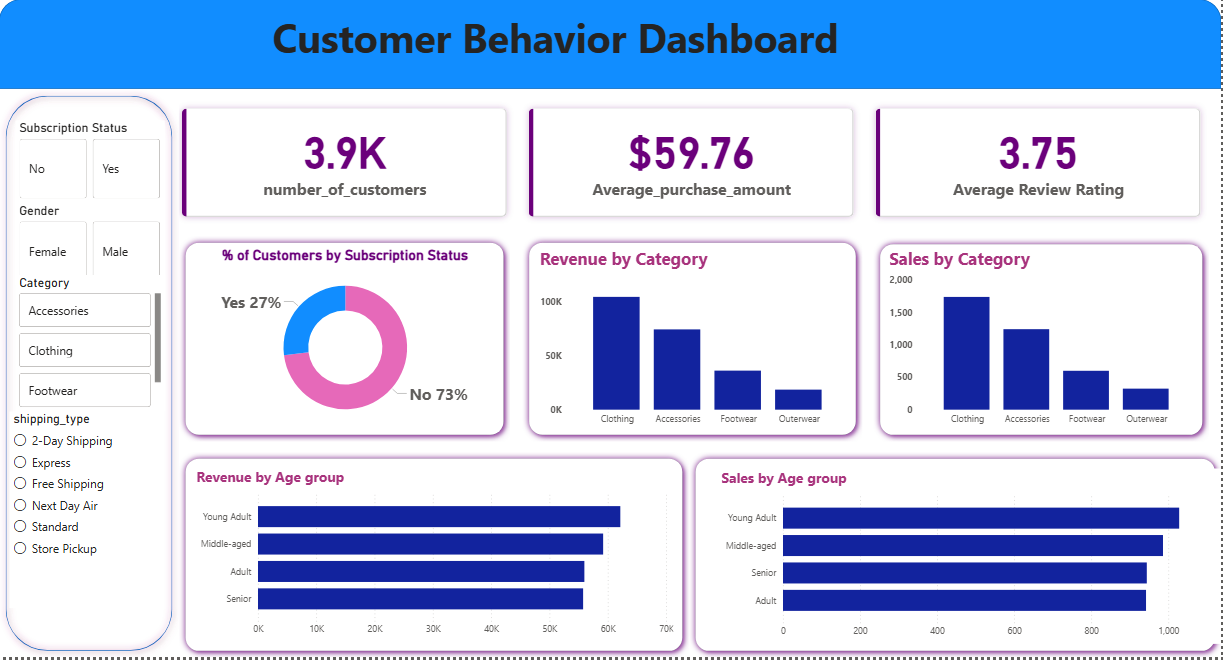 Customer Behavior Dashboard
Subscription Status
No Yes
Gender
Female Male
Category
Accessories
Clothing
Footwear
shipping_type
2-Day Shipping
Express
Free Shipping
Next Day Air
Standard
Store Pickup
3.9K
number_of_customers
$59.76
Average_purchase_amount
3.75
Average Review Rating
% of Customers by Subscription Status
Yes 27%
No 73%
Revenue by Category
100K
50K
0K
Clothing Accessories Footwear Outerwear
Sales by Category
2,000
1,500
1,000
500
0
Clothing Accessories Footwear Outerwear
Revenue by Age group
Young Adult
Middle-aged
Adult
Senior
0K 10K 20K 30K 40K 50K 60K 70K
Sales by Age group
Young Adult
Middle-aged
Senior
Adult
0 200 400 600 800 1,000